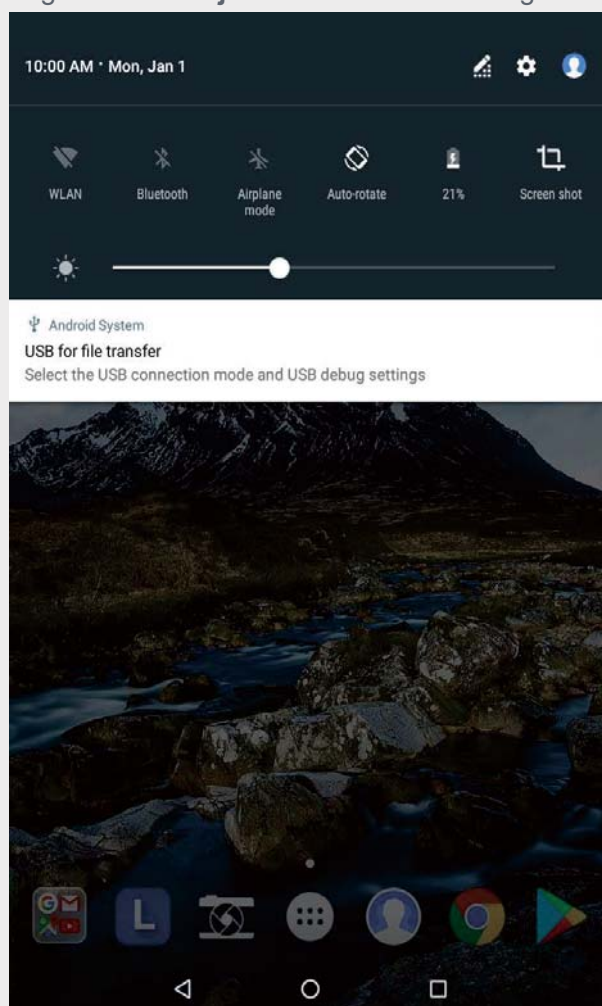 10:00 AM · Mon, Jan 1
WLAN
Bluetooth
Airplane
mode
Auto-rotate
21%
Screen shot
Android System
USB for file transfer
Select the USB connection mode and USB debug settings
L